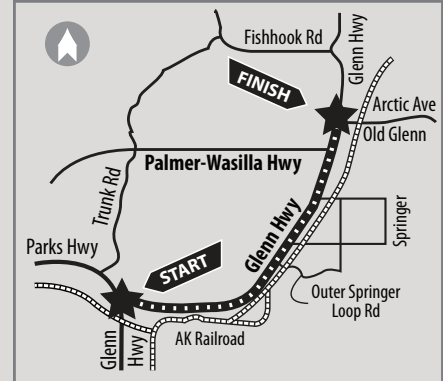 Fishhook Rd
Glenn Hwy
FINISH
Arctic Ave
Old Glenn
Palmer-Wasilla Hwy
Trunk Rd
Glenn Hwy
Springer
Parks Hwy
START
Outer Springer
Loop Rd
AK Railroad
Glenn
Hwy